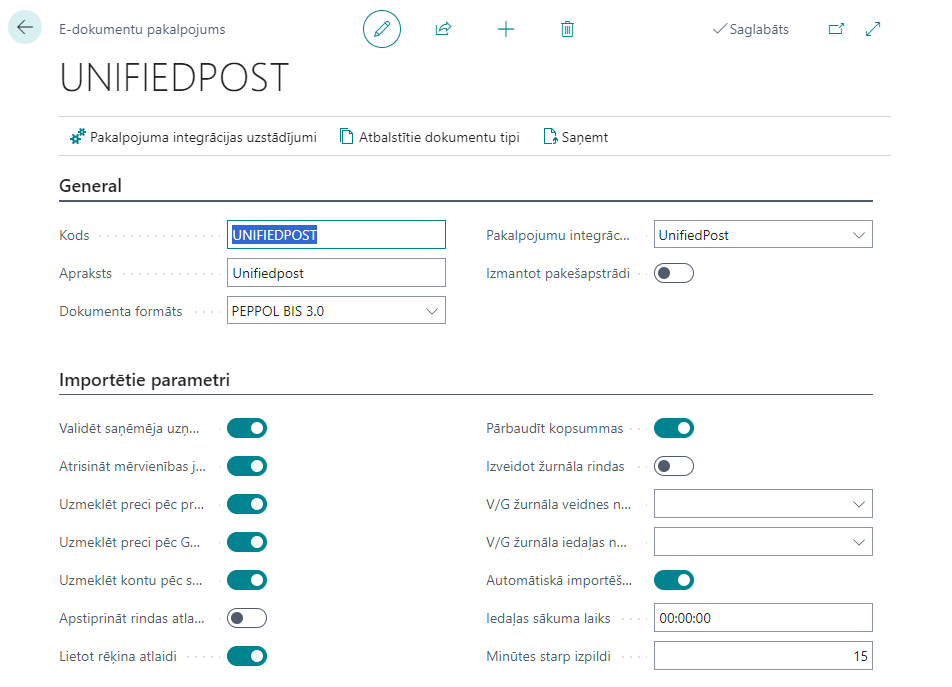 E-dokumentu pakalpojums
Saglabāts
UNIFIEDPOST
Pakalpojuma integrācijas uzstādījumi
Atbalstītie dokumentu tipi
Saņemt
General
Kods
UNIFIEDPOST
Apraksts
Unifiedpost
Dokumenta formāts
PEPPOL BIS 3.0
Pakalpojumu integrāc...
UnifiedPost
Izmantot pakešapstrādi
Importētie parametri
Validēt saņēmēja uzņ...
Atrisināt mērvienības j...
Uzmeklēt preci pēc pr...
Uzmeklēt preci pēc G...
Uzmeklēt kontu pēc s...
Apstiprināt rindas atla...
Lietot rēķina atlaidi
Pārbaudīt kopsummas
Izveidot žurnāla rindas
V/G žurnāla veidnes n...
V/G žurnāla iedaļas n...
Automātiskā importēš...
Iedaļas sākuma laiks
00:00:00
Minūtes starp izpildi
15